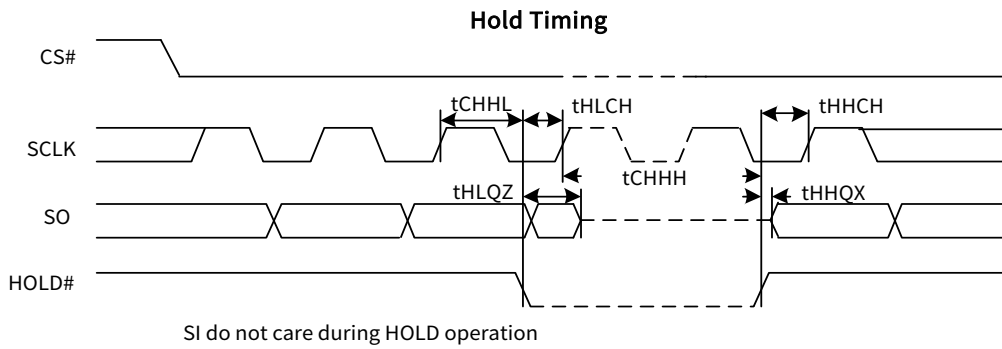 Hold Timing
CS#
tCHHL
tHLCH
tHHCH
SCLK
tCHHH
tHLQZ
tHHQX
SO
HOLD#
SI do not care during HOLD operation